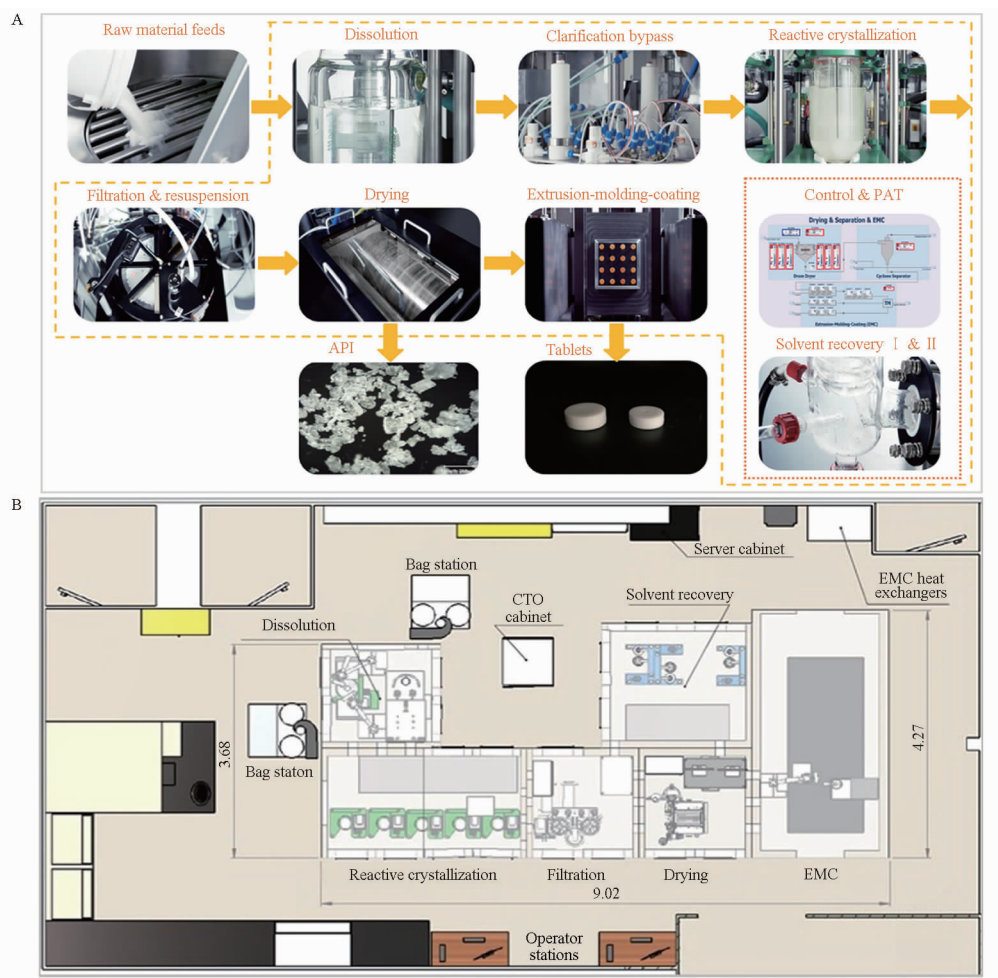 A
Raw material feeds
Dissolution
Clarification bypass
Reactive crystallization
Filtration & resuspension
Drying
Extrusion-molding-coating
Control & PAT
Drying & Separation & EMC
Drum Dryer
Cyclone Separator
Extrusion-Molding-Coating (EMC)
API
Tablets
Solvent recovery Ⅰ & Ⅱ
B
Server cabinet
EMC heat
exchangers
Bag station
CTO
cabinet
Solvent recovery
Dissolution
3.68
4.27
Bag staton
Reactive crystallization
Filtration
Drying
EMC
9.02
Operator
stations